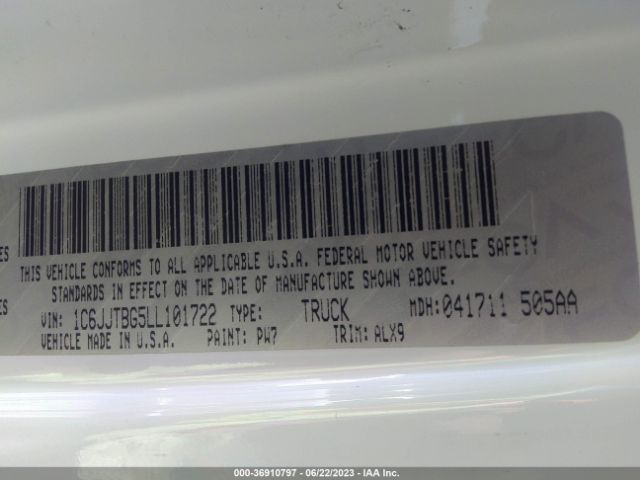 ES
THIS VEHICLE CONFORMS TO ALL APPLICABLE U.S.A. FEDERAL MOTOR VEHICLE SAFETY
STANDARDS IN EFFECT ON THE DATE OF MANUFACTURE SHOWN ABOVE.
ES
VIN: 1C6JJTBG5LL101722 TYPE: TRUCK MDH:041711 505AA
VEHICLE MADE IN U.S.A. PAINT: PW7 TRIM:ALX9
000-36910797 - 06/22/2023 - IAA Inc.